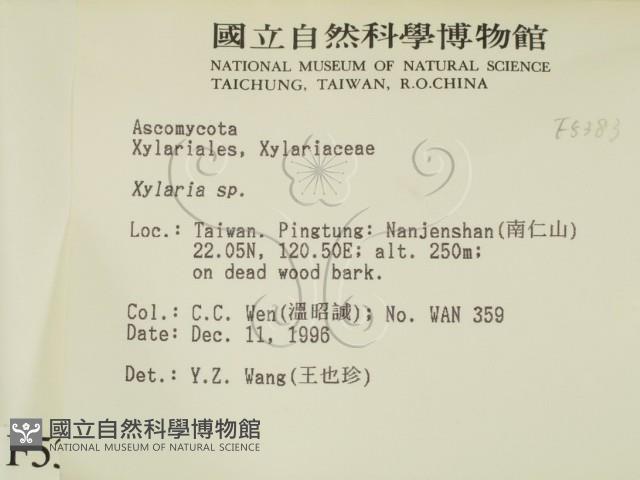 國立自然科學博物館
NATIONAL MUSEUM OF NATURAL SCIENCE
TAICHUNG, TAIWAN, R.O.CHINA
F5383
Ascomycota
Xylariales, Xylariaceae
Xylaria sp.
Loc.: Taiwan. Pingtung: Nanjenshan(南仁山)
22.05N, 120.50E; alt. 250m;
on dead wood bark.
Col.: C.C. Wen(溫昭誠); No. WAN 359
Date: Dec. 11, 1996
Det.: Y.Z. Wang(王也珍)
國立自然科學博物館
NATIONAL MUSEUM OF NATURAL SCIENCE